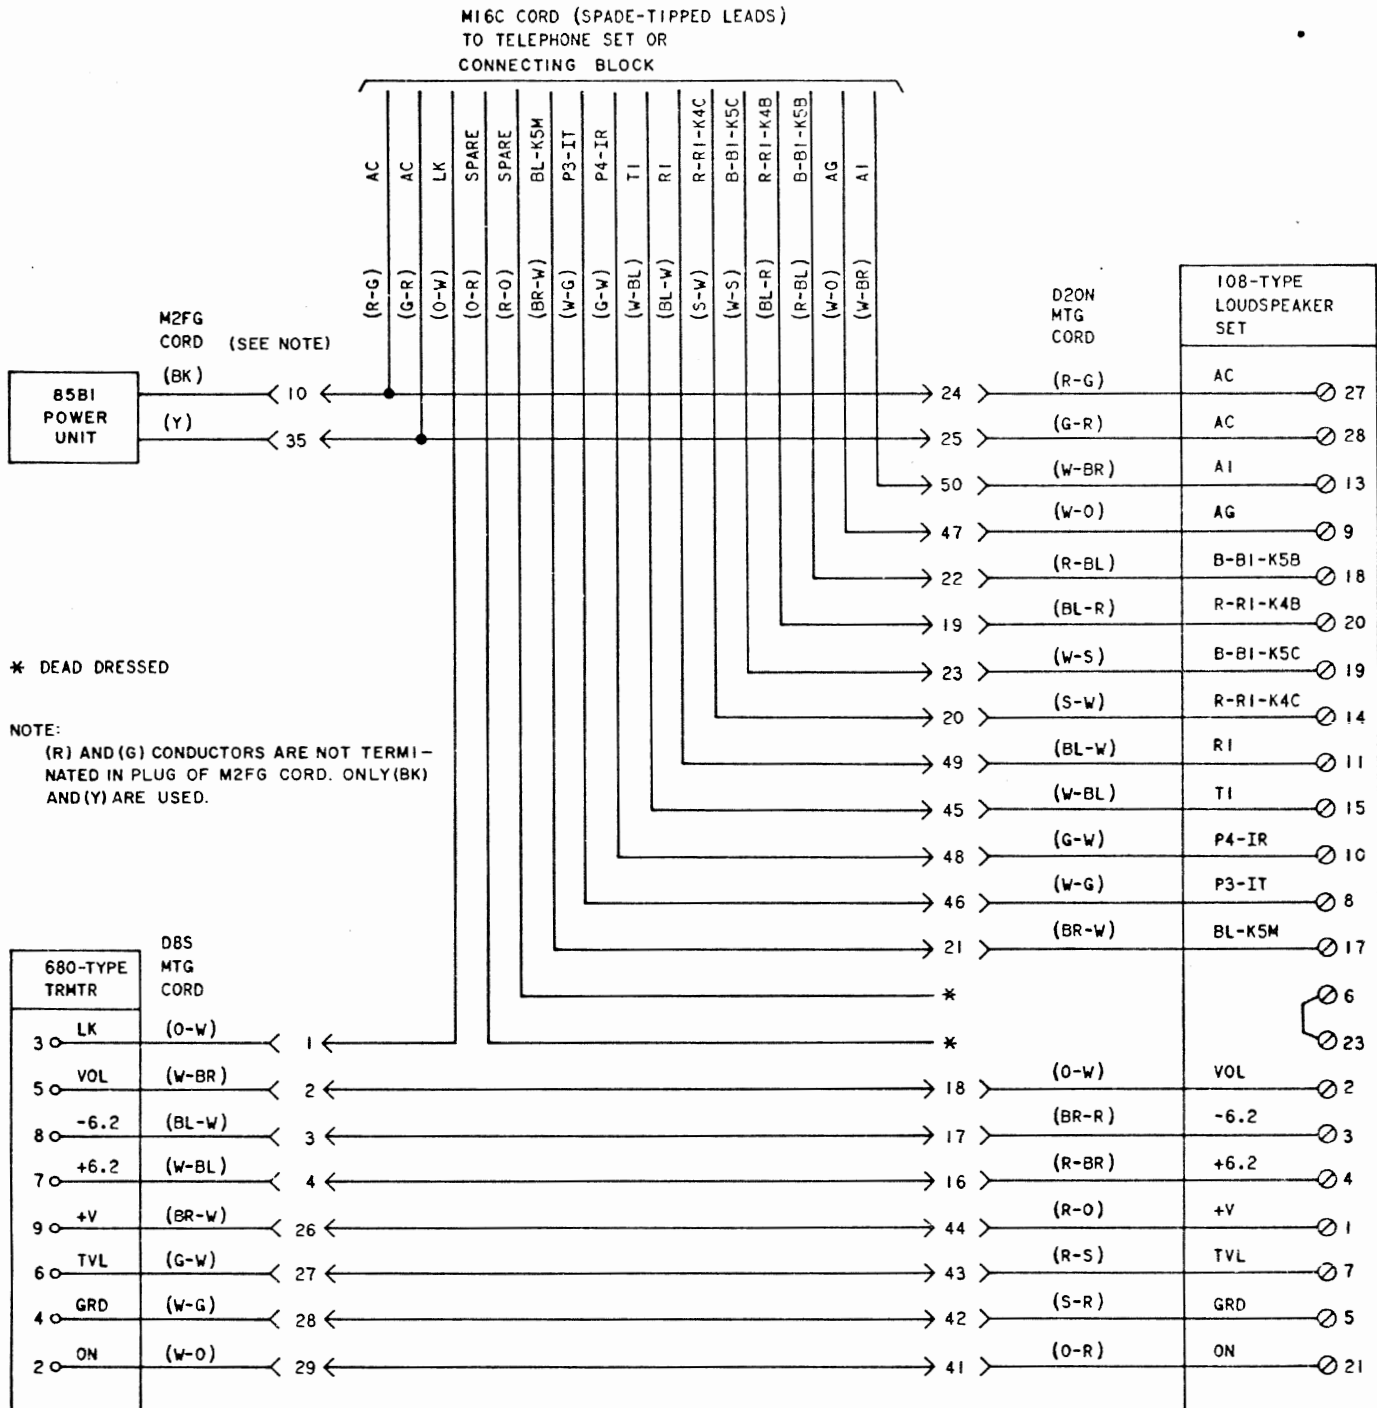 M16C CORD (SPADE-TIPPED LEADS)
TO TELEPHONE SET OR
CONNECTING BLOCK
AC
AC
LK
SPARE
SPARE
BL-K5M
P3-IT
P4-IR
T1
R1
R-R1-K4C
B-B1-K5C
R-R1-K4B
B-B1-K5B
AG
A1
(R-G)
(G-R)
(O-W)
(O-R)
(R-O)
(BR-W)
(W-G)
(G-W)
(W-BL)
(BL-W)
(S-W)
(W-S)
(BL-R)
(R-BL)
(W-O)
(W-BR)
M2FG
CORD (SEE NOTE)
D20N
MTG
CORD
108-TYPE
LOUDSPEAKER
SET
85B1
POWER
UNIT
(BK) 10 24 (R-G) AC 27
(Y) 35 25 (G-R) AC 28
50 (W-BR) A1 13
47 (W-O) AG 9
22 (R-BL) B-B1-K5B 18
19 (BL-R) R-R1-K4B 20
23 (W-S) B-B1-K5C 19
20 (S-W) R-R1-K4C 14
49 (BL-W) R1 11
45 (W-BL) T1 15
48 (G-W) P4-IR 10
46 (W-G) P3-IT 8
21 (BR-W) BL-K5M 17
* 6
* 23
* DEAD DRESSED
NOTE:
(R) AND (G) CONDUCTORS ARE NOT TERMI-
NATED IN PLUG OF M2FG CORD. ONLY (BK)
AND (Y) ARE USED.
680-TYPE
TRMTR
D8S
MTG
CORD
3 LK (O-W) 1
5 VOL (W-BR) 2 18 (O-W) VOL 2
8 -6.2 (BL-W) 3 17 (BR-R) -6.2 3
7 +6.2 (W-BL) 4 16 (R-BR) +6.2 4
9 +V (BR-W) 26 44 (R-O) +V 1
6 TVL (G-W) 27 43 (R-S) TVL 7
4 GRD (W-G) 28 42 (S-R) GRD 5
2 ON (W-O) 29 41 (O-R) ON 21